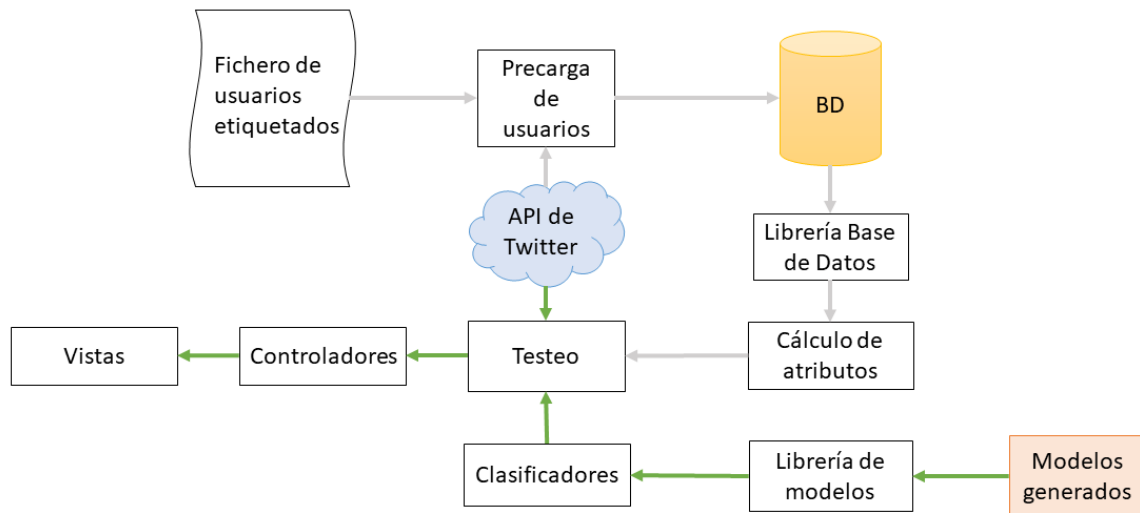 Fichero de
usuarios
etiquetados
Precarga
de
usuarios
BD
API de
Twitter
Librería Base
de Datos
Vistas
Controladores
Testeo
Cálculo de
atributos
Clasificadores
Librería de
modelos
Modelos
generados